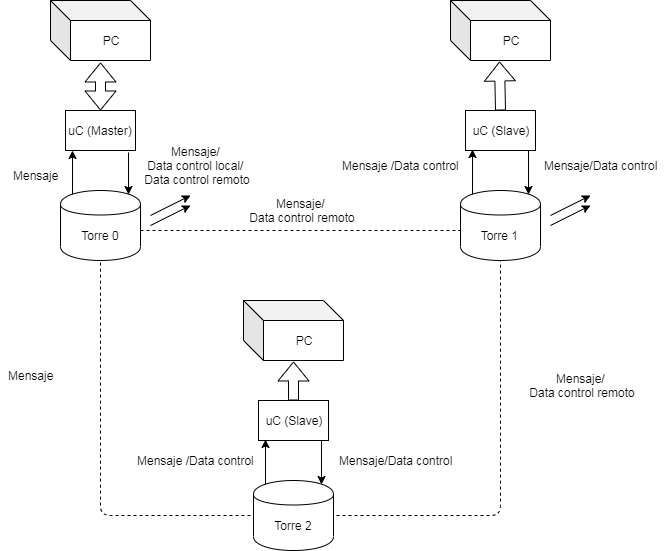 PC
PC
uC (Master)
uC (Slave)
Mensaje
Mensaje/
Data control local/
Data control remoto
Mensaje /Data control
Mensaje/Data control
Torre 0
Mensaje/
Data control remoto
Torre 1
PC
Mensaje
Mensaje/
Data control remoto
uC (Slave)
Mensaje /Data control
Mensaje/Data control
Torre 2